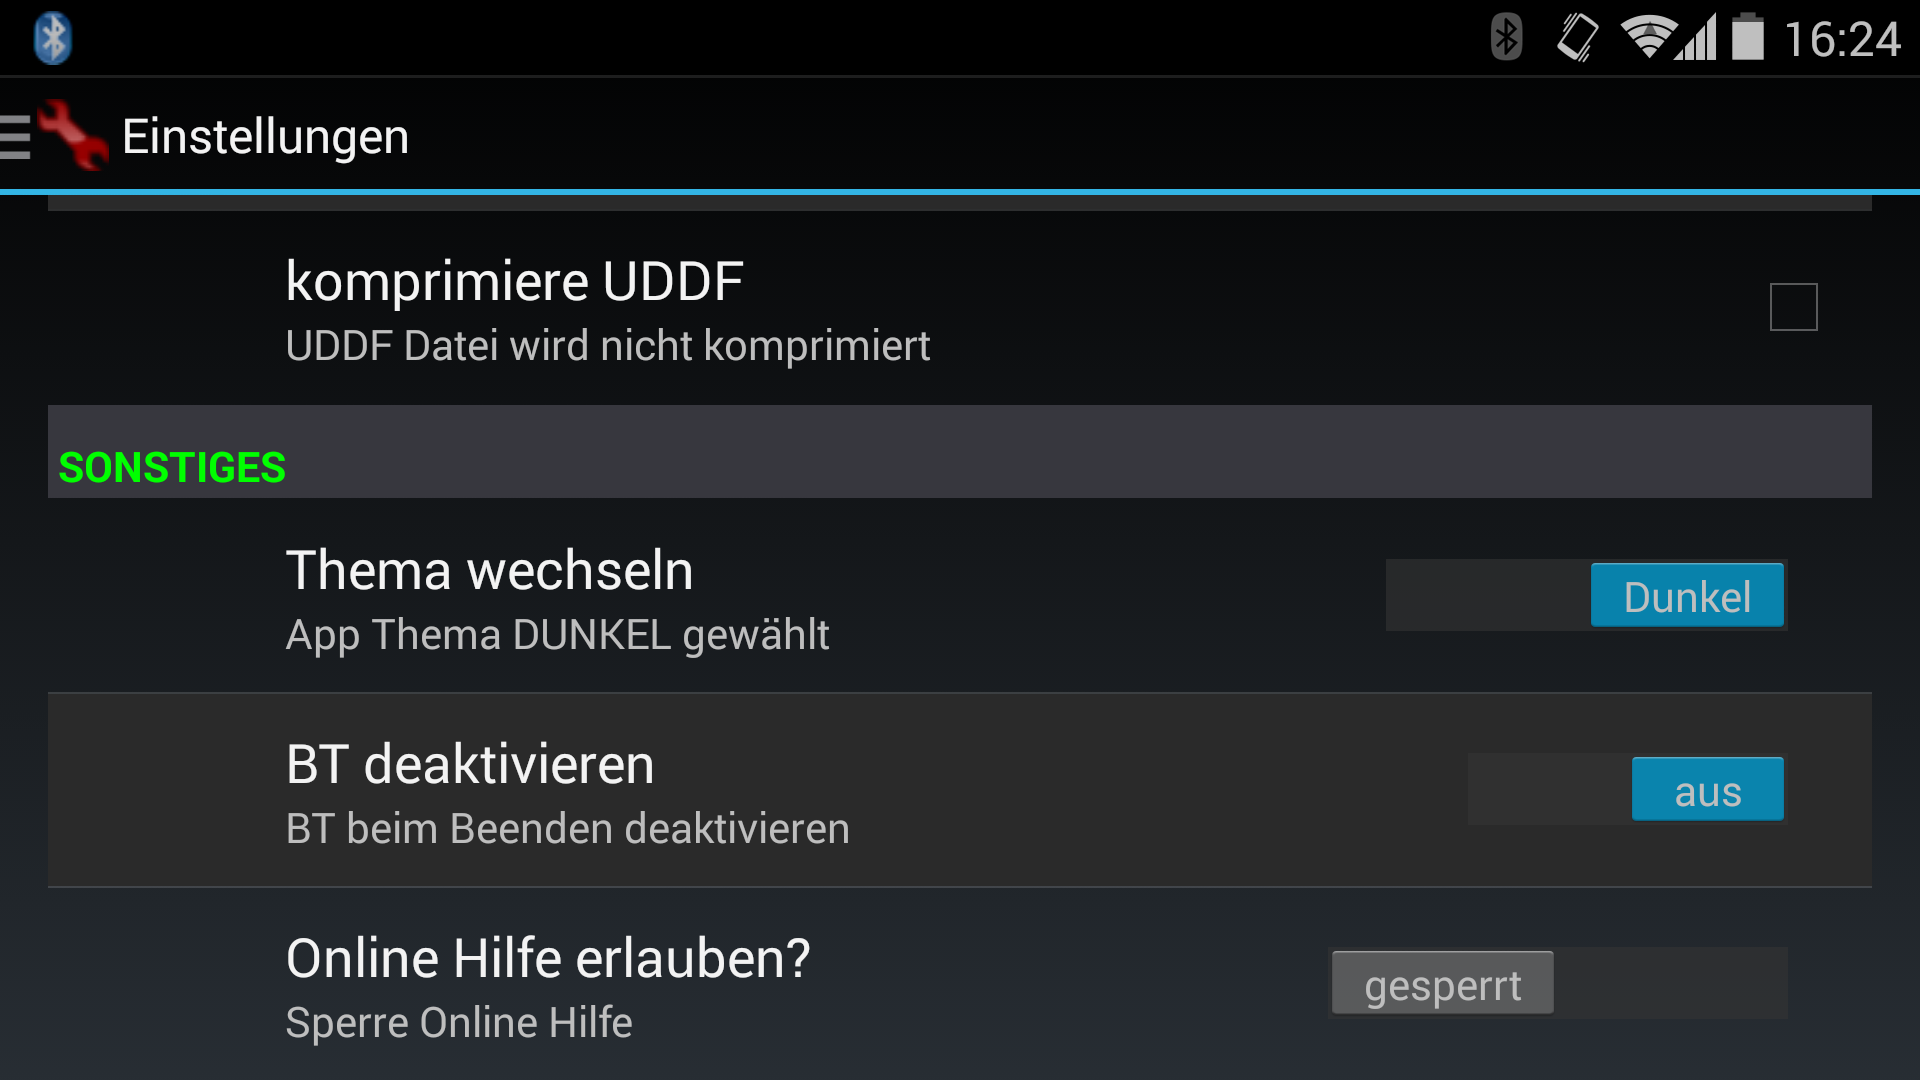 16:24
Einstellungen
komprimiere UDDF
UDDF Datei wird nicht komprimiert
SONSTIGES
Thema wechseln
App Thema DUNKEL gewählt
Dunkel
BT deaktivieren
BT beim Beenden deaktivieren
aus
Online Hilfe erlauben?
Sperre Online Hilfe
gesperrt